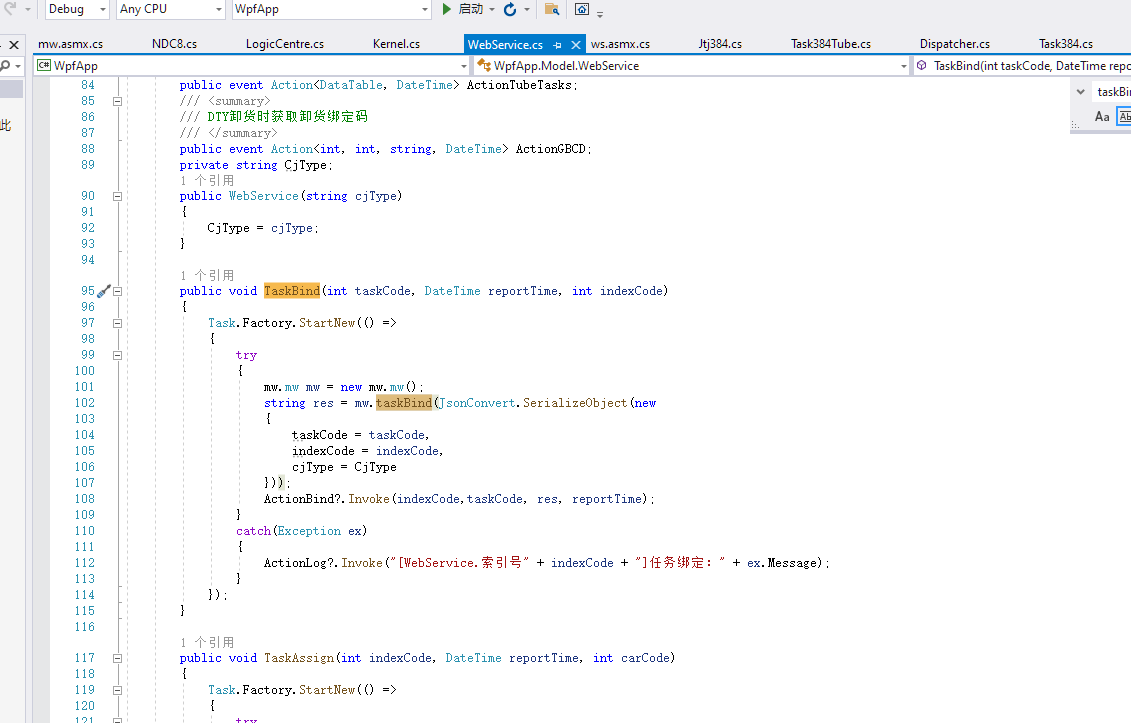 Debug
Any CPU
WpfApp
启动
mw.asmx.cs
NDC8.cs
LogicCentre.cs
Kernel.cs
WebService.cs
ws.asmx.cs
Jtj384.cs
Task384Tube.cs
Dispatcher.cs
Task384.cs
C# WpfApp
WpfApp.Model.WebService
TaskBind(int taskCode, DateTime repo
taskBin
Aa
此
84 public event Action<DataTable, DateTime> ActionTubeTasks;
85 /// <summary>
86 /// DTY卸货时获取卸货绑定码
87 /// </summary>
88 public event Action<int, int, string, DateTime> ActionGBCD;
89 private string CjType;
1 个引用
90 public WebService(string cjType)
91 {
92 CjType = cjType;
93 }
94
1 个引用
95 public void TaskBind(int taskCode, DateTime reportTime, int indexCode)
96 {
97 Task.Factory.StartNew(() =>
98 {
99 try
100 {
101 mw.mw mw = new mw.mw();
102 string res = mw.taskBind(JsonConvert.SerializeObject(new
103 {
104 taskCode = taskCode,
105 indexCode = indexCode,
106 cjType = CjType
107 }));
108 ActionBind?.Invoke(indexCode,taskCode, res, reportTime);
109 }
110 catch(Exception ex)
111 {
112 ActionLog?.Invoke("[WebService.索引号" + indexCode + "]任务绑定：" + ex.Message);
113 }
114 });
115 }
116
1 个引用
117 public void TaskAssign(int indexCode, DateTime reportTime, int carCode)
118 {
119 Task.Factory.StartNew(() =>
120 {
121 try